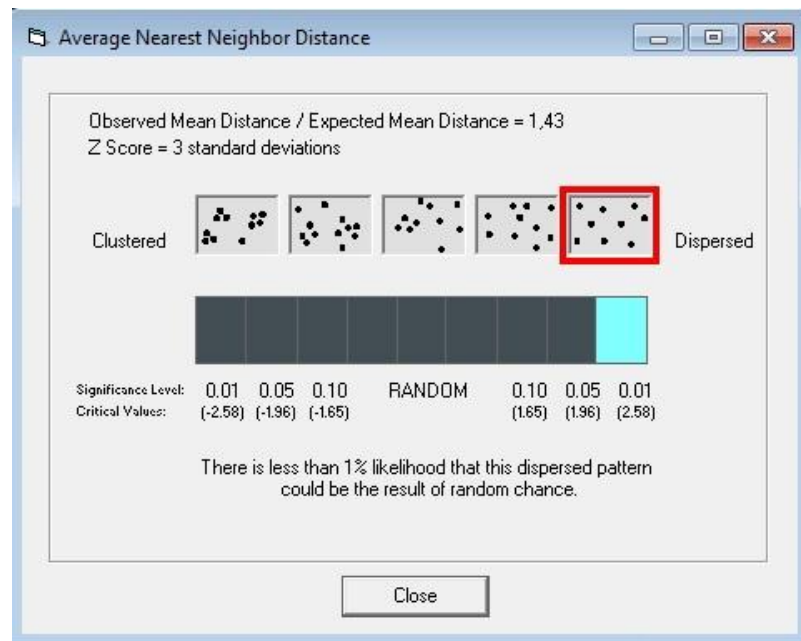 Average Nearest Neighbor Distance
Observed Mean Distance / Expected Mean Distance = 1,43
Z Score = 3 standard deviations
Clustered
Dispersed
Significance Level: 0.01 0.05 0.10 RANDOM 0.10 0.05 0.01
Critical Values: (-2.58) (-1.96) (-1.65) (1.65) (1.96) (2.58)
There is less than 1% likelihood that this dispersed pattern
could be the result of random chance.
Close